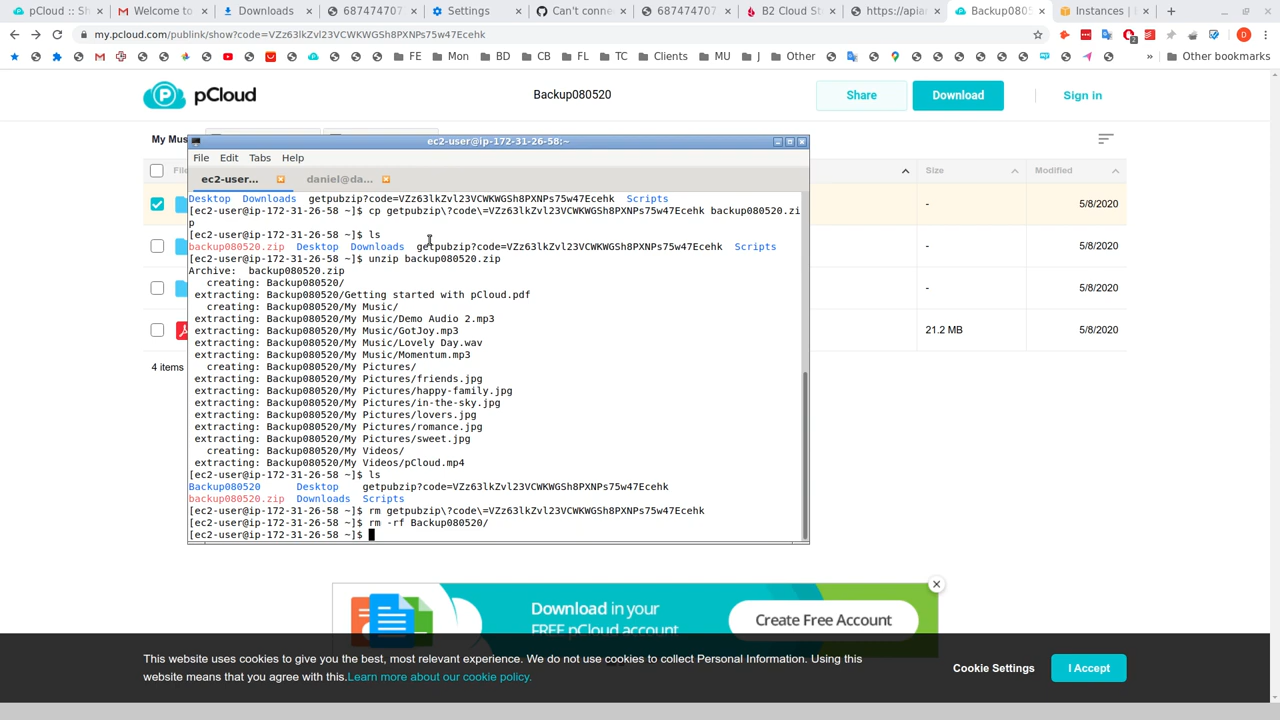 pCloud :: Sh
Welcome to
Downloads
687474707
Settings
Can't conne
687474707
B2 Cloud St
https://apiar
Backup0805
Instances |
my.pcloud.com/publink/show?code=VZz63lkZvl23VCWKWGSh8PXNPs75w47Ecehk
FE
Mon
BD
CB
FL
TC
Clients
MU
J
Other
Other bookmarks
pCloud
Backup080520
Share
Download
Sign in
My Mus
ec2-user@ip-172-31-26-58:~
File Edit Tabs Help
ec2-user...
daniel@da...
Size
Modified
Desktop Downloads getpubzip?code=VZz63lkZvl23VCWKWGSh8PXNPs75w47Ecehk Scripts
[ec2-user@ip-172-31-26-58 ~]$ cp getpubzip\?code\=VZz63lkZvl23VCWKWGSh8PXNPs75w47Ecehk backup080520.zi
p
[ec2-user@ip-172-31-26-58 ~]$ ls
backup080520.zip Desktop Downloads getpubzip?code=VZz63lkZvl23VCWKWGSh8PXNPs75w47Ecehk Scripts
[ec2-user@ip-172-31-26-58 ~]$ unzip backup080520.zip
Archive: backup080520.zip
creating: Backup080520/
extracting: Backup080520/Getting started with pCloud.pdf
creating: Backup080520/My Music/
extracting: Backup080520/My Music/Demo Audio 2.mp3
extracting: Backup080520/My Music/GotJoy.mp3
extracting: Backup080520/My Music/Lovely Day.wav
extracting: Backup080520/My Music/Momentum.mp3
creating: Backup080520/My Pictures/
extracting: Backup080520/My Pictures/friends.jpg
extracting: Backup080520/My Pictures/happy-family.jpg
extracting: Backup080520/My Pictures/in-the-sky.jpg
extracting: Backup080520/My Pictures/lovers.jpg
extracting: Backup080520/My Pictures/romance.jpg
extracting: Backup080520/My Pictures/sweet.jpg
creating: Backup080520/My Videos/
extracting: Backup080520/My Videos/pCloud.mp4
[ec2-user@ip-172-31-26-58 ~]$ ls
Backup080520 Desktop getpubzip?code=VZz63lkZvl23VCWKWGSh8PXNPs75w47Ecehk
backup080520.zip Downloads Scripts
[ec2-user@ip-172-31-26-58 ~]$ rm getpubzip\?code\=VZz63lkZvl23VCWKWGSh8PXNPs75w47Ecehk
[ec2-user@ip-172-31-26-58 ~]$ rm -rf Backup080520/
[ec2-user@ip-172-31-26-58 ~]$
- 5/8/2020
- 5/8/2020
- 5/8/2020
21.2 MB 5/8/2020
4 items
Download in your
FREE pCloud account
Create Free Account
This website uses cookies to give you the best, most relevant experience. We do not use cookies to collect Personal Information. Using this
website means that you agree with this.Learn more about our cookie policy.
Cookie Settings
I Accept